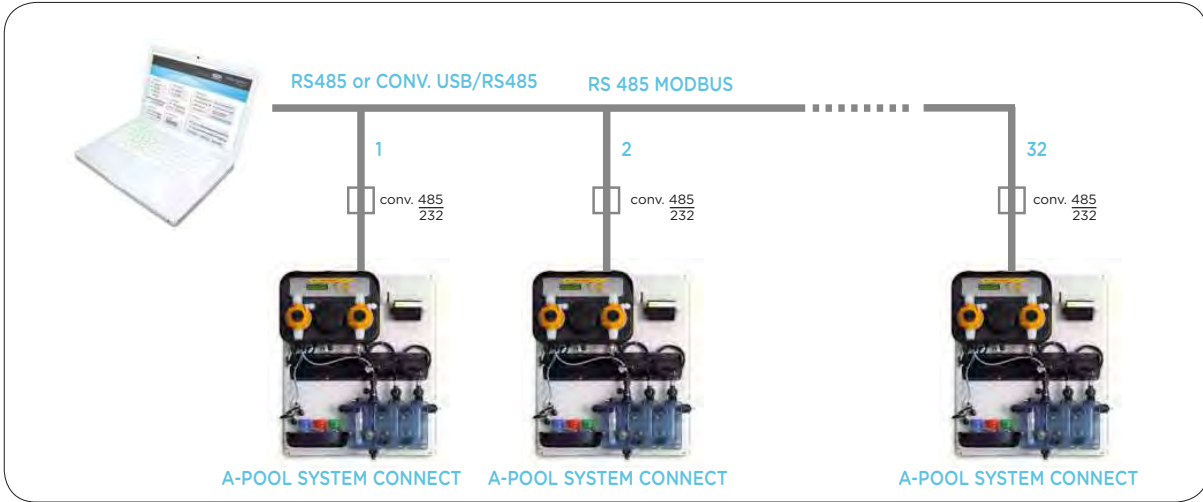 RS485 or CONV. USB/RS485
RS 485 MODBUS
1
2
32
conv. 485
232
conv. 485
232
conv. 485
232
A-POOL SYSTEM CONNECT
A-POOL SYSTEM CONNECT
A-POOL SYSTEM CONNECT